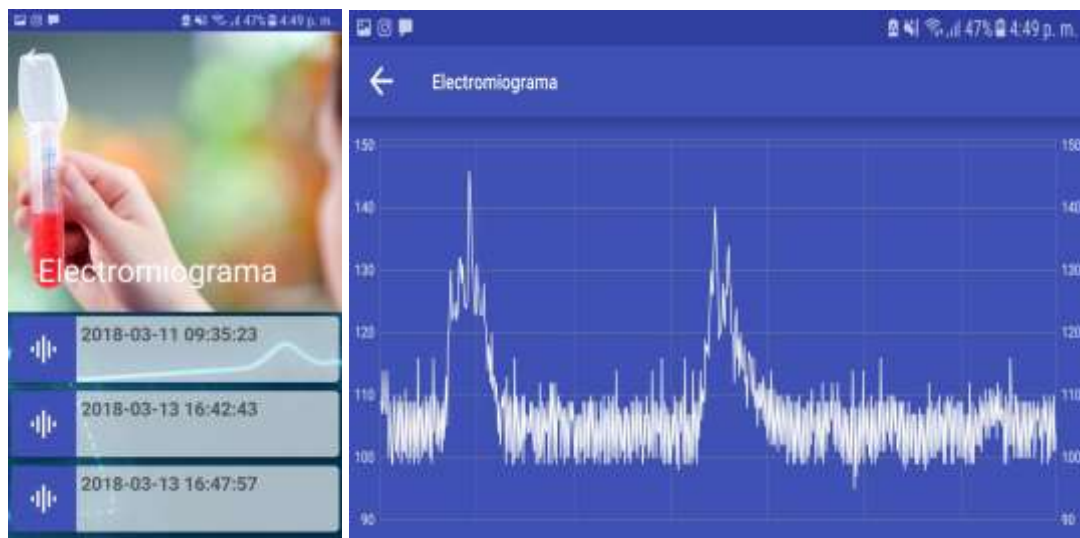 47% 4:49 p. m.
Electromiograma
2018-03-11 09:35:23
2018-03-13 16:42:43
2018-03-13 16:47:57
47% 4:49 p. m.
Electromiograma
150 150
140 140
130 130
120 120
110 110
100 100
90 90